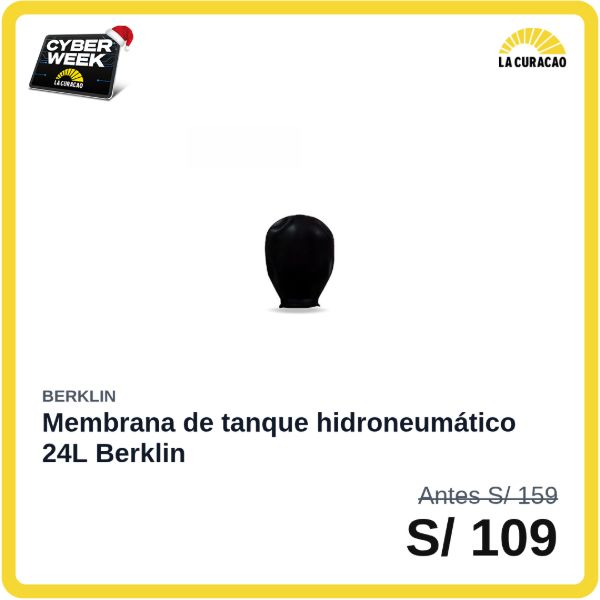 CYBER
WEEK
LA CURACAO
LA CURACAO
BERKLIN
Membrana de tanque hidroneumático
24L Berklin
Antes S/ 159
S/ 109